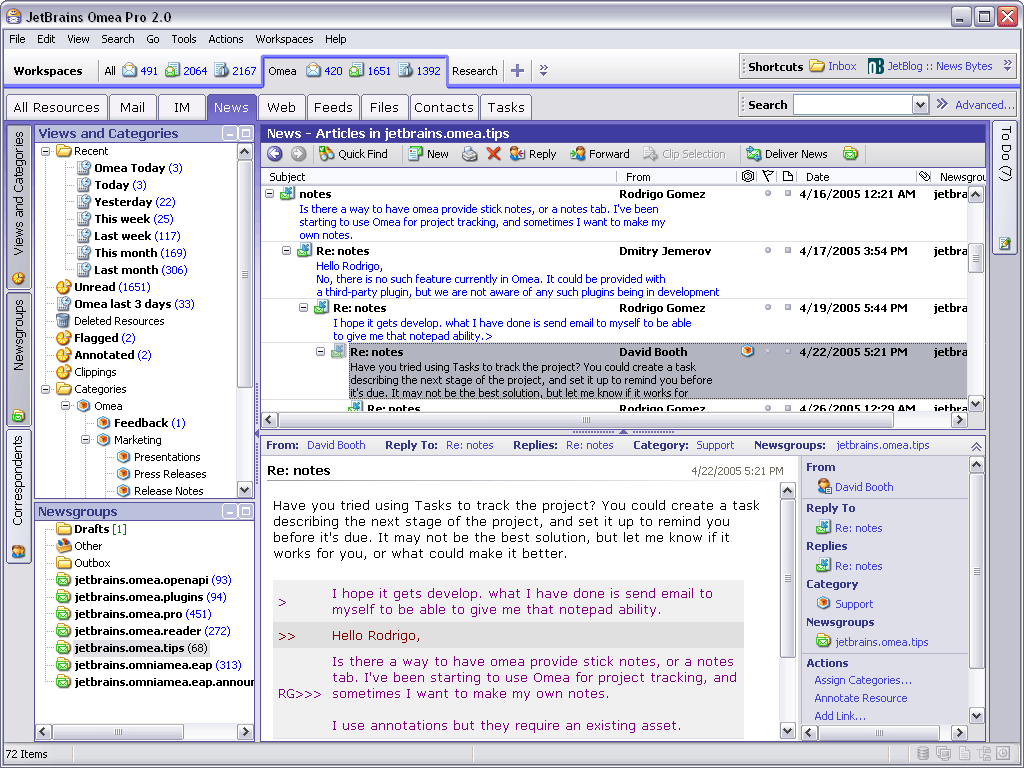 JetBrains Omea Pro 2.0
File Edit View Search Go Tools Actions Workspaces Help
Workspaces All 491 2064 2167 Omea 420 1651 1392 Research Shortcuts Inbox JetBlog :: News Bytes
All Resources Mail IM News Web Feeds Files Contacts Tasks Search Advanced...
Views and Categories
Newsgroups
Correspondents
Views and Categories
Recent
Omea Today (3)
Today (3)
Yesterday (22)
This week (25)
Last week (117)
This month (169)
Last month (306)
Unread (1651)
Omea last 3 days (33)
Deleted Resources
Flagged (2)
Annotated (2)
Clippings
Categories
Omea
Feedback (1)
Marketing
Presentations
Press Releases
Release Notes
Newsgroups
Drafts [1]
Other
Outbox
jetbrains.omea.openapi (93)
jetbrains.omea.plugins (94)
jetbrains.omea.pro (451)
jetbrains.omea.reader (272)
jetbrains.omea.tips (68)
jetbrains.omniamea.eap (313)
jetbrains.omniamea.eap.announ
News - Articles in jetbrains.omea.tips
Quick Find New Reply Forward Clip Selection Deliver News
Subject From Date Newsgrou
notes Rodrigo Gomez 4/16/2005 12:21 AM jetbra
Is there a way to have omea provide stick notes, or a notes tab. I've been
starting to use Omea for project tracking, and sometimes I want to make my
own notes.
Re: notes Dmitry Jemerov 4/17/2005 3:54 PM jetbra
Hello Rodrigo,
No, there is no such feature currently in Omea. It could be provided with
a third-party plugin, but we are not aware of any such plugins being in development
Re: notes Rodrigo Gomez 4/19/2005 5:44 PM jetbra
I hope it gets develop. what I have done is send email to myself to be able
to give me that notepad ability.>
Re: notes David Booth 4/22/2005 5:21 PM jetbra
Have you tried using Tasks to track the project? You could create a task
describing the next stage of the project, and set it up to remind you before
it's due. It may not be the best solution, but let me know if it works for
Re: notes Rodrigo Gomez 4/26/2005 12:29 AM jetbra
From: David Booth Reply To: Re: notes Replies: Re: notes Category: Support Newsgroups: jetbrains.omea.tips
Re: notes 4/22/2005 5:21 PM
Have you tried using Tasks to track the project? You could create a task
describing the next stage of the project, and set it up to remind you
before it's due. It may not be the best solution, but let me know if it
works for you, or what could make it better.
> I hope it gets develop. what I have done is send email to
myself to be able to give me that notepad ability.
>> Hello Rodrigo,
Is there a way to have omea provide stick notes, or a notes
tab. I've been starting to use Omea for project tracking, and
RG>>> sometimes I want to make my own notes.
I use annotations but they require an existing asset.
From
David Booth
Reply To
Re: notes
Replies
Re: notes
Category
Support
Newsgroups
jetbrains.omea.tips
Actions
Assign Categories...
Annotate Resource
Add Link...
To Do (7)
72 Items